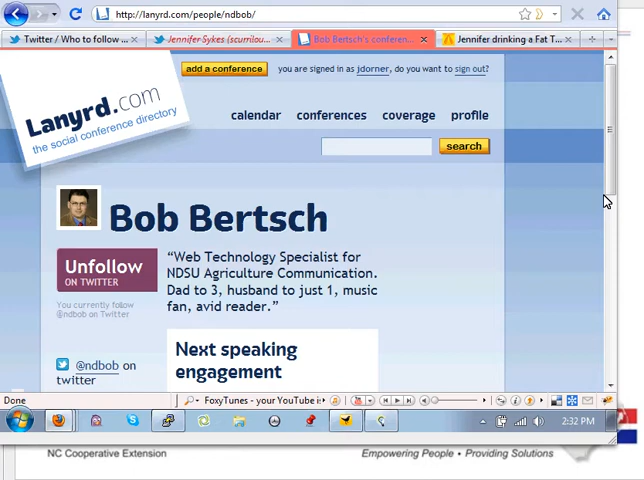 http://lanyrd.com/people/ndbob/
Twitter / Who to follow ...
Jennifer Sykes (scurrilou...
Bob Bertsch's conferen...
Jennifer drinking a Fat T...
Lanyrd.com
the social conference directory
add a conference
you are signed in as jdorner, do you want to sign out?
calendar conferences coverage profile
search
Bob Bertsch
Unfollow
ON TWITTER
You currently follow
@ndbob on Twitter
@ndbob on
twitter
“Web Technology Specialist for
NDSU Agriculture Communication.
Dad to 3, husband to just 1, music
fan, avid reader.”
Next speaking
engagement
Done
FoxyTunes - your YouTube is
2:32 PM
NC Cooperative Extension
Empowering People • Providing Solutions